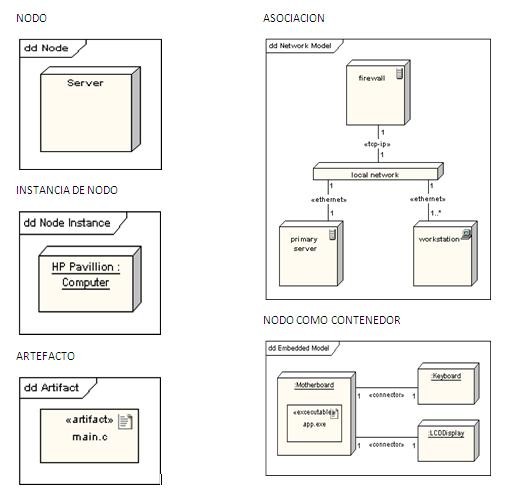 NODO
dd Node
Server
INSTANCIA DE NODO
dd Node Instance
HP Pavillion :
Computer
ARTEFACTO
dd Artifact
«artifact»
main.c
ASOCIACION
dd Network Model
firewall
1
«tcp-ip»
1
local network
1
1
«ethernet»
«ethernet»
1
1..*
primary
server
workstation
NODO COMO CONTENEDOR
dd Embedded Model
:Motherboard
«excecutable»
app.exe
1
«connector»
1
:Keyboard
1
«connector»
1
:LCDDisplay